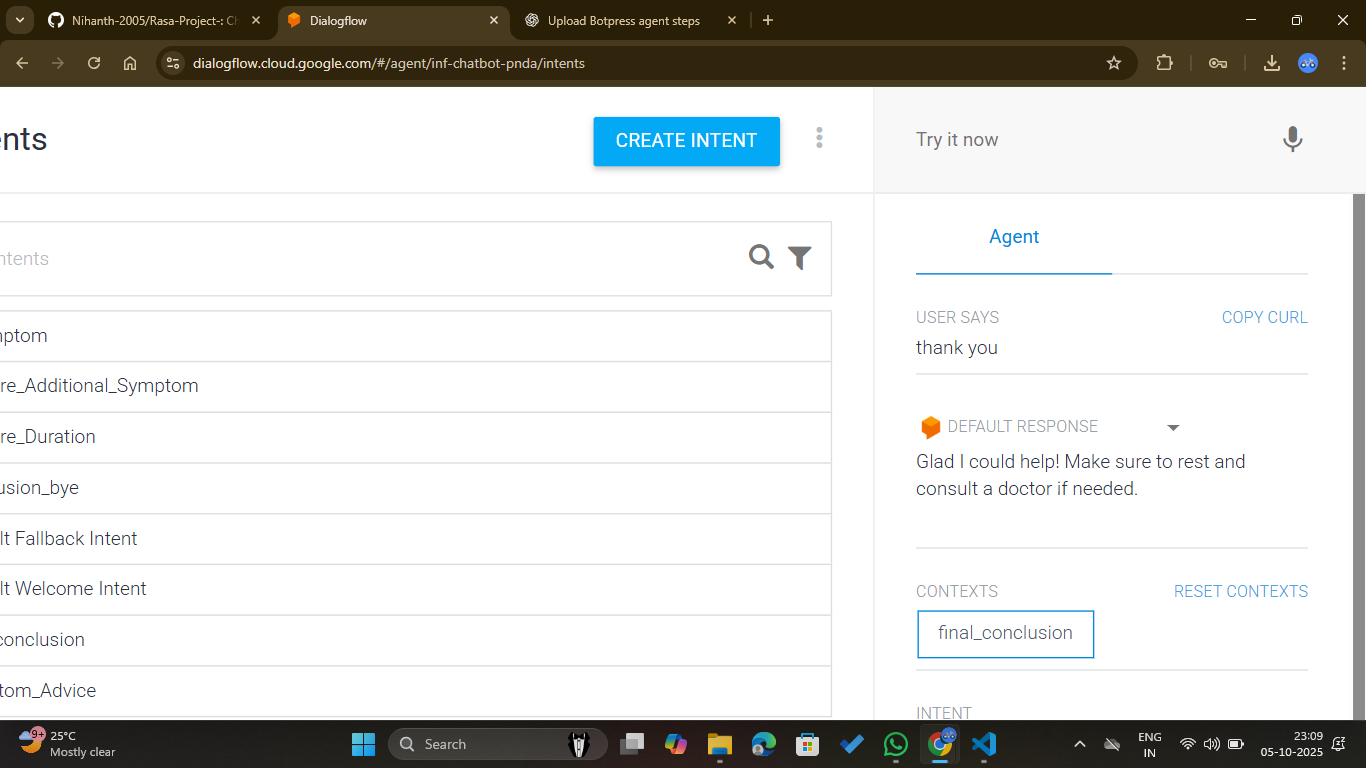 Nihanth-2005/Rasa-Project-: Ch
Dialogflow
Upload Botpress agent steps
dialogflow.cloud.google.com/#/agent/inf-chatbot-pnda/intents
ents
CREATE INTENT
Try it now
ntents
Agent
USER SAYS
COPY CURL
thank you
mptom
re_Additional_Symptom
re_Duration
usion_bye
lt Fallback Intent
lt Welcome Intent
conclusion
tom_Advice
DEFAULT RESPONSE
Glad I could help! Make sure to rest and
consult a doctor if needed.
CONTEXTS
RESET CONTEXTS
final_conclusion
INTENT
9+
25°C
Mostly clear
Search
ENG
IN
23:09
05-10-2025